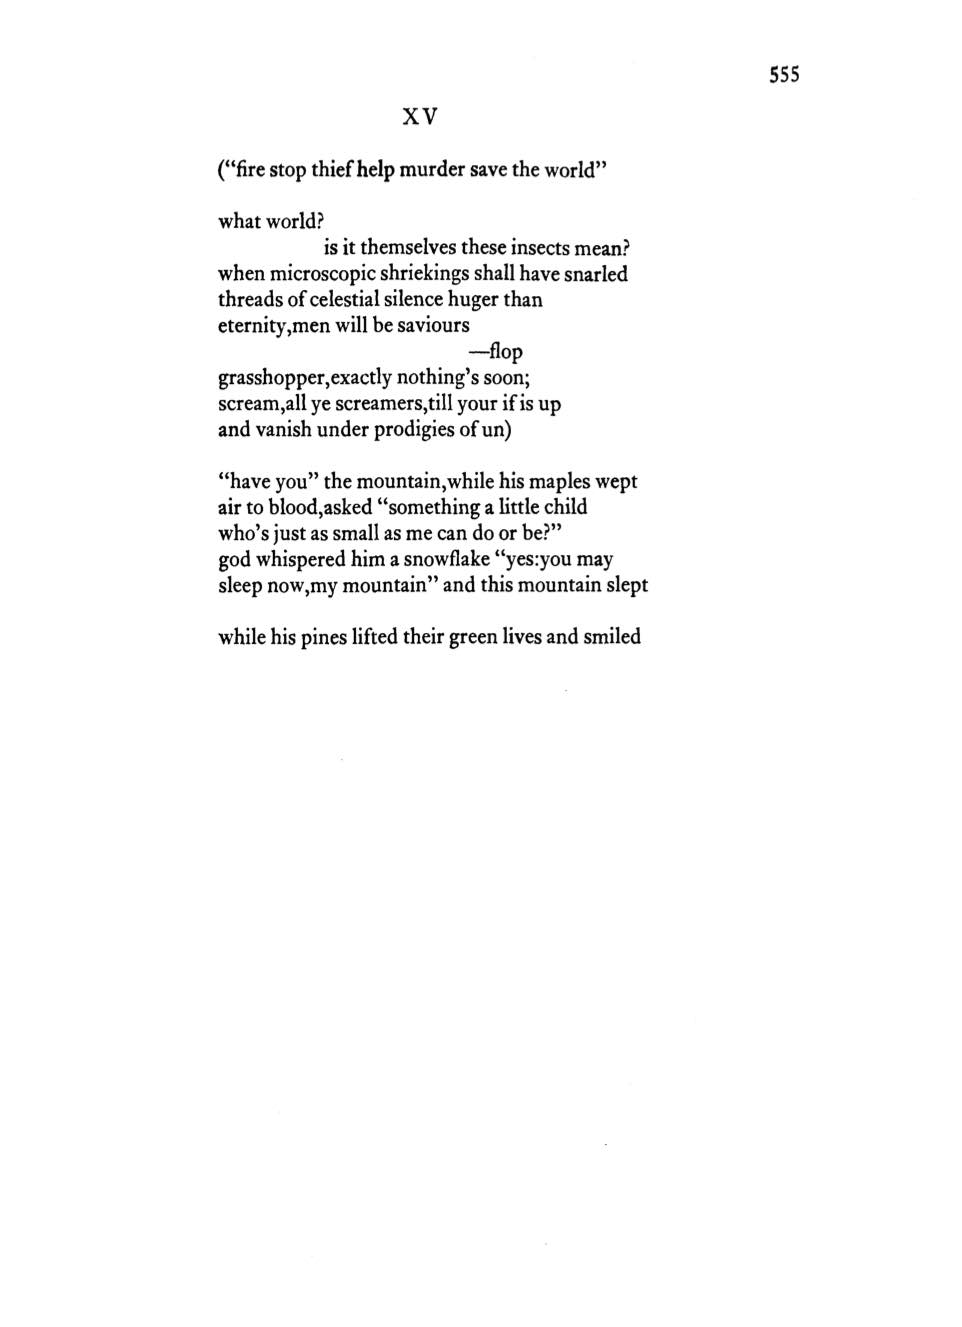 555
XV
(“fire stop thief help murder save the world”
what world?
is it themselves these insects mean?
when microscopic shriekings shall have snarled
threads of celestial silence huger than
eternity,men will be saviours
—flop
grasshopper,exactly nothing’s soon;
scream,all ye screamers,till your if is up
and vanish under prodigies of un)
“have you” the mountain,while his maples wept
air to blood,asked “something a little child
who’s just as small as me can do or be?”
god whispered him a snowflake “yes:you may
sleep now,my mountain” and this mountain slept
while his pines lifted their green lives and smiled